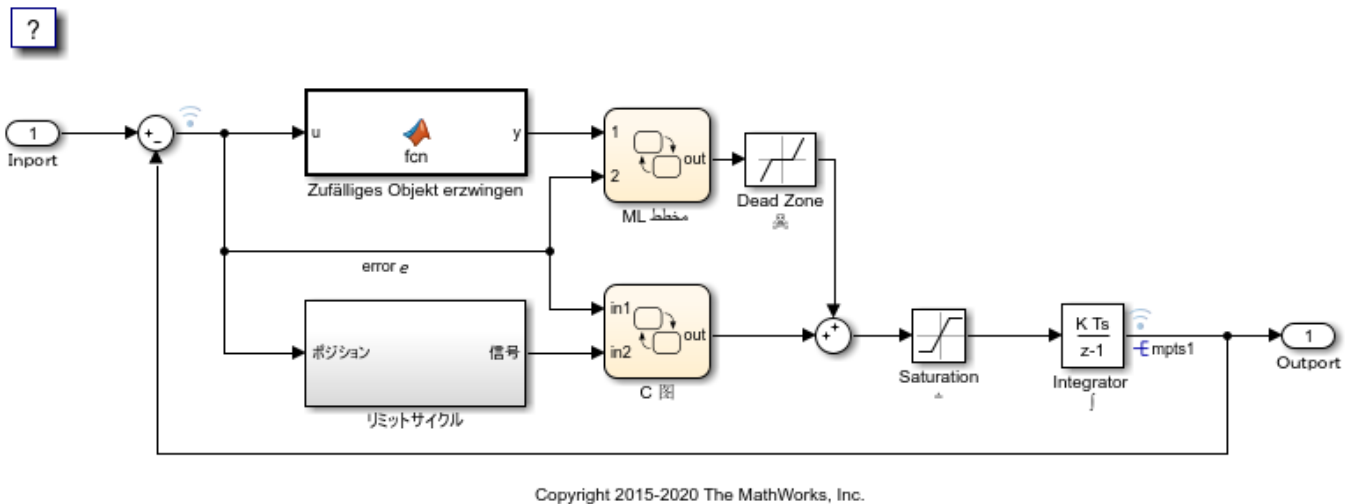 ?
1
Inport
+
-
u
fcn
y
Zufälliges Objekt erzwingen
1
2
out
ML مخطط
Dead Zone
error e
ポジション
信号
リミットサイクル
in1
in2
out
C 图
+
+
Saturation
K Ts
z-1
Integrator
∫
mpts1
1
Outport
Copyright 2015-2020 The MathWorks, Inc.